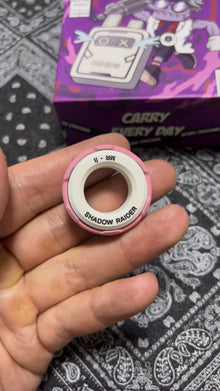 CARRY
EVERY DAY
MR-II
SHADOW RAIDER